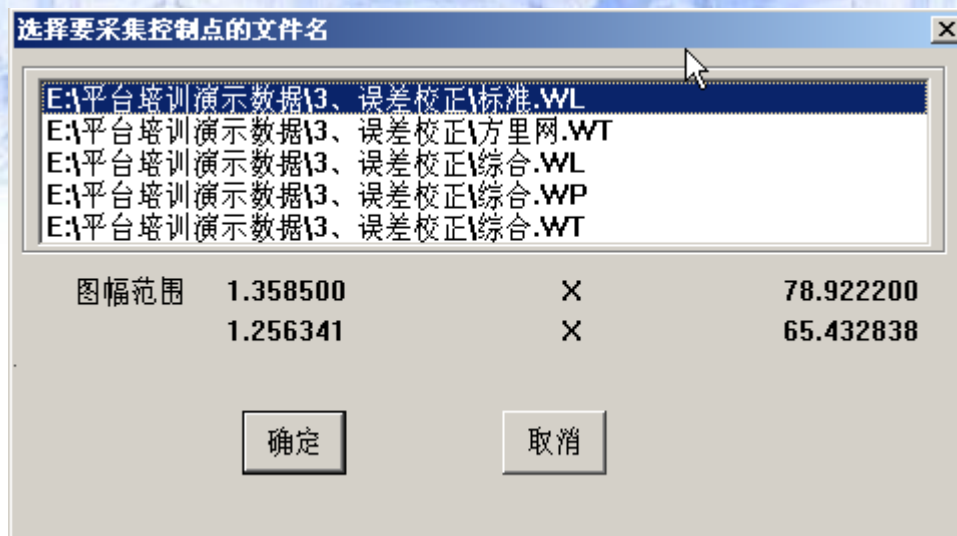 选择要采集控制点的文件名
E:\平台培训演示数据\3、误差校正\标准.WL
E:\平台培训演示数据\3、误差校正\方里网.WT
E:\平台培训演示数据\3、误差校正\综合.WL
E:\平台培训演示数据\3、误差校正\综合.WP
E:\平台培训演示数据\3、误差校正\综合.WT
图幅范围 1.358500 X 78.922200
1.256341 X 65.432838
确定 取消